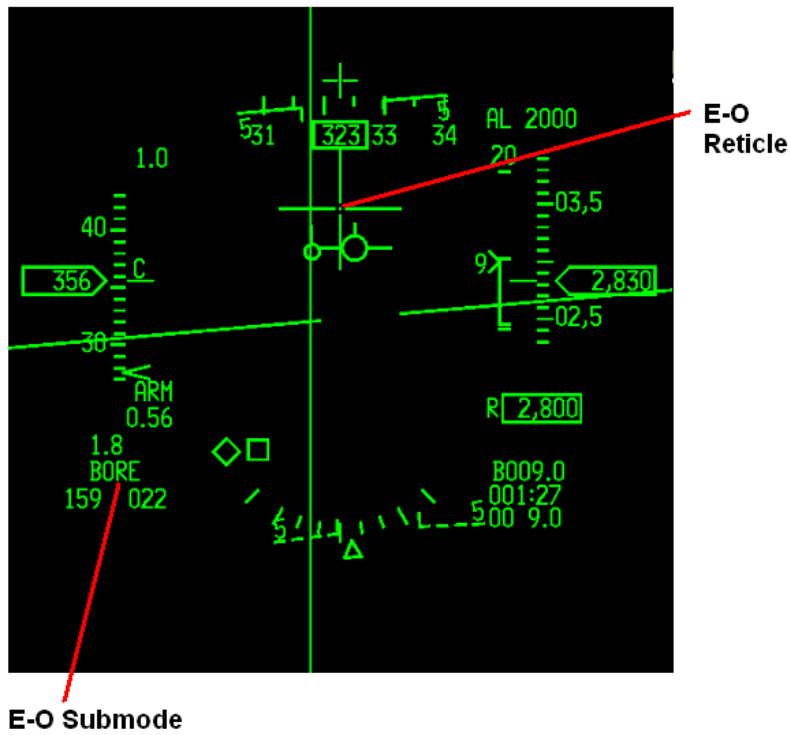 E-O
Reticle
5 31 323 33 34 5
AL 2000
20
1.0
03,5
40
C
9
356
2,830
02,5
30
ARM
0.56
R 2,800
1.8
BORE
159 022
B009.0
001:27
00 9.0
5 5
E-O Submode